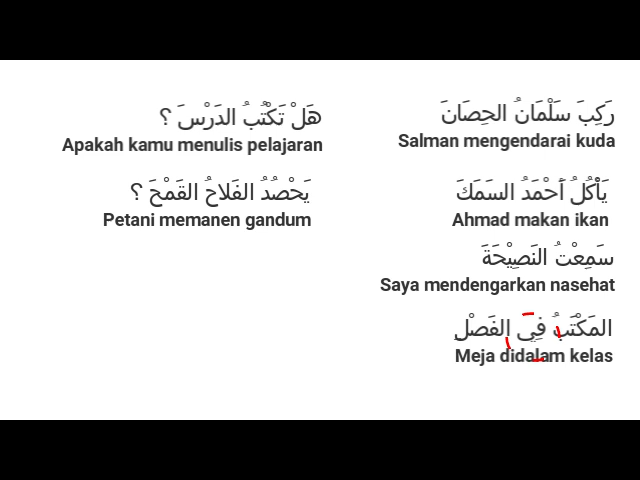 رَكِبَ سَلْمَانُ الحِصَانَ
Salman mengendarai kuda
يَأْكُلُ أَحْمَدُ السَمَكَ
Ahmad makan ikan
سَمِعْتُ النَصِيْحَةَ
Saya mendengarkan nasehat
المَكْتَبُ فِي الفَصْلِ
Meja didalam kelas
هَلْ تَكْتُبُ الدَرْسَ ؟
Apakah kamu menulis pelajaran
يَحْصُدُ الفَلاحُ القَمْحَ ؟
Petani memanen gandum